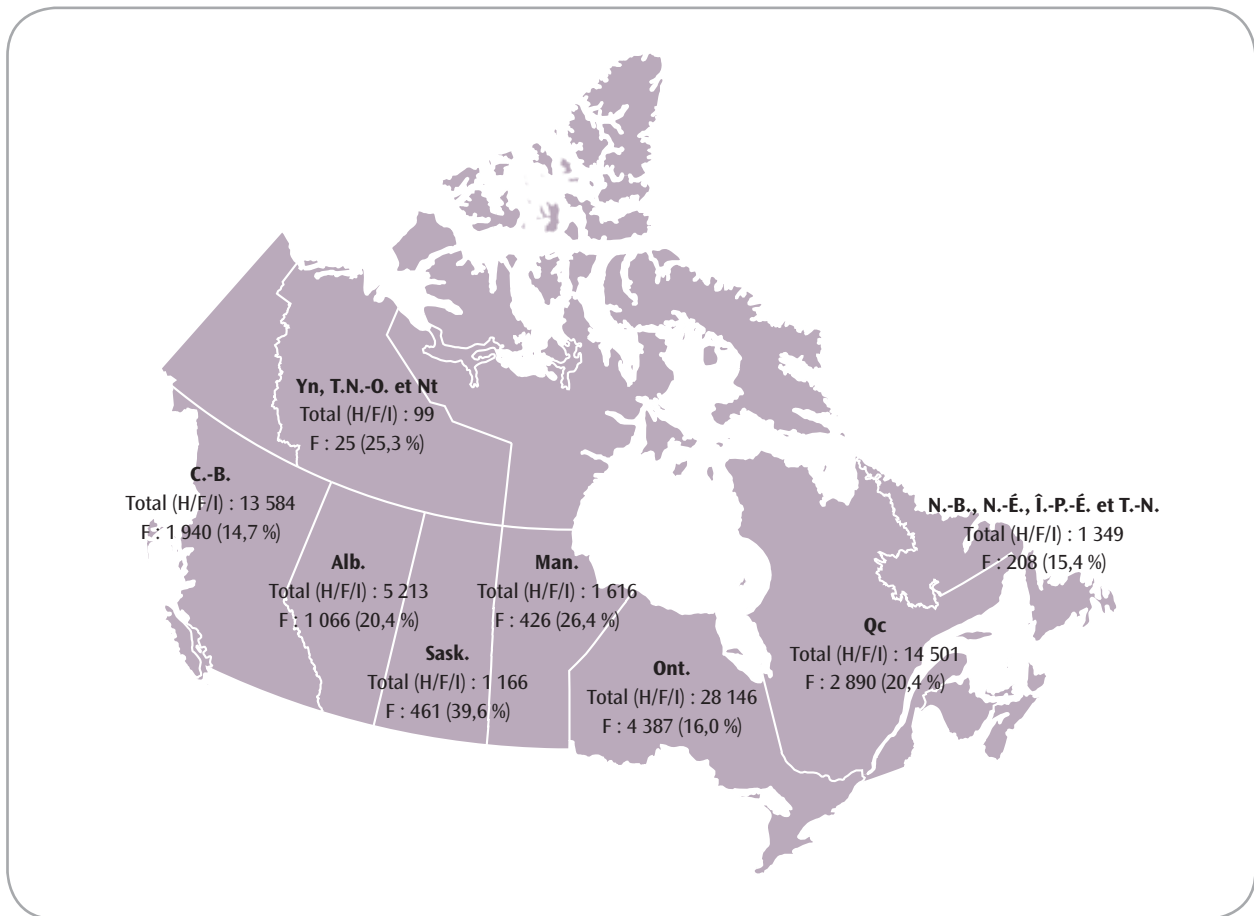 Yn, T.N.-O. et Nt
Total (H/F/I) : 99
F : 25 (25,3 %)
C.-B.
Total (H/F/I) : 13 584
F : 1 940 (14,7 %)
Alb.
Total (H/F/I) : 5 213
F : 1 066 (20,4 %)
Sask.
Total (H/F/I) : 1 166
F : 461 (39,6 %)
Man.
Total (H/F/I) : 1 616
F : 426 (26,4 %)
Ont.
Total (H/F/I) : 28 146
F : 4 387 (16,0 %)
Qc
Total (H/F/I) : 14 501
F : 2 890 (20,4 %)
N.-B., N.-É., Î.-P.-É. et T.-N.
Total (H/F/I) : 1 349
F : 208 (15,4 %)